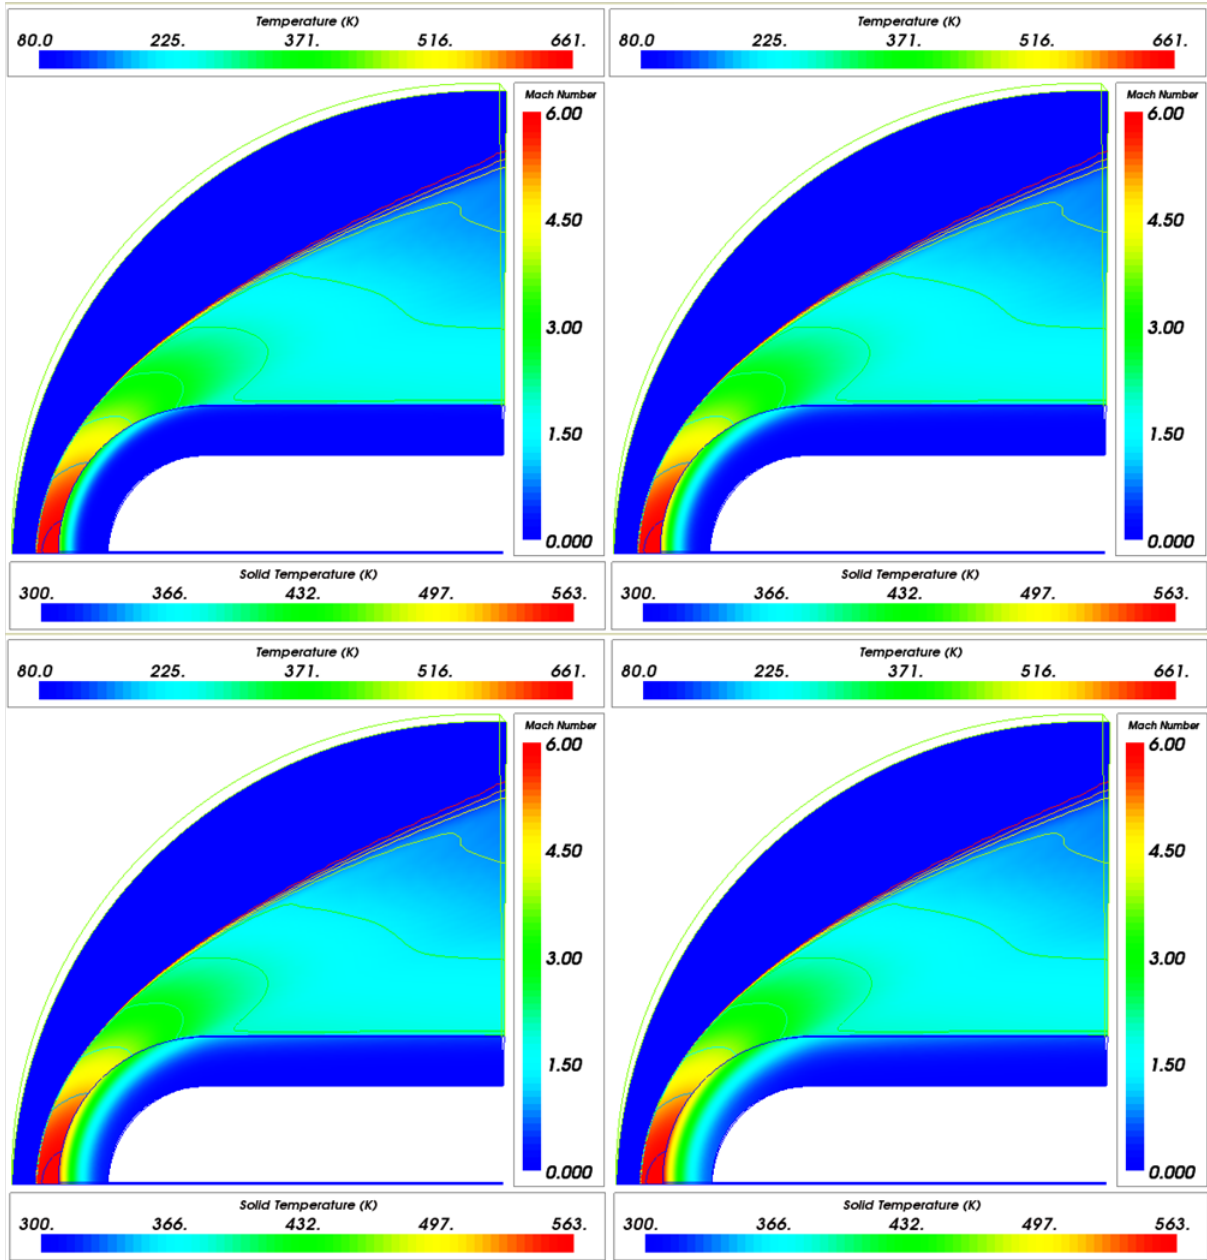 Temperature (K)
80.0 225. 371. 516. 661.
Mach Number
6.00
4.50
3.00
1.50
0.000
Solid Temperature (K)
300. 366. 432. 497. 563.
Temperature (K)
80.0 225. 371. 516. 661.
Mach Number
6.00
4.50
3.00
1.50
0.000
Solid Temperature (K)
300. 366. 432. 497. 563.
Temperature (K)
80.0 225. 371. 516. 661.
Mach Number
6.00
4.50
3.00
1.50
0.000
Solid Temperature (K)
300. 366. 432. 497. 563.
Temperature (K)
80.0 225. 371. 516. 661.
Mach Number
6.00
4.50
3.00
1.50
0.000
Solid Temperature (K)
300. 366. 432. 497. 563.